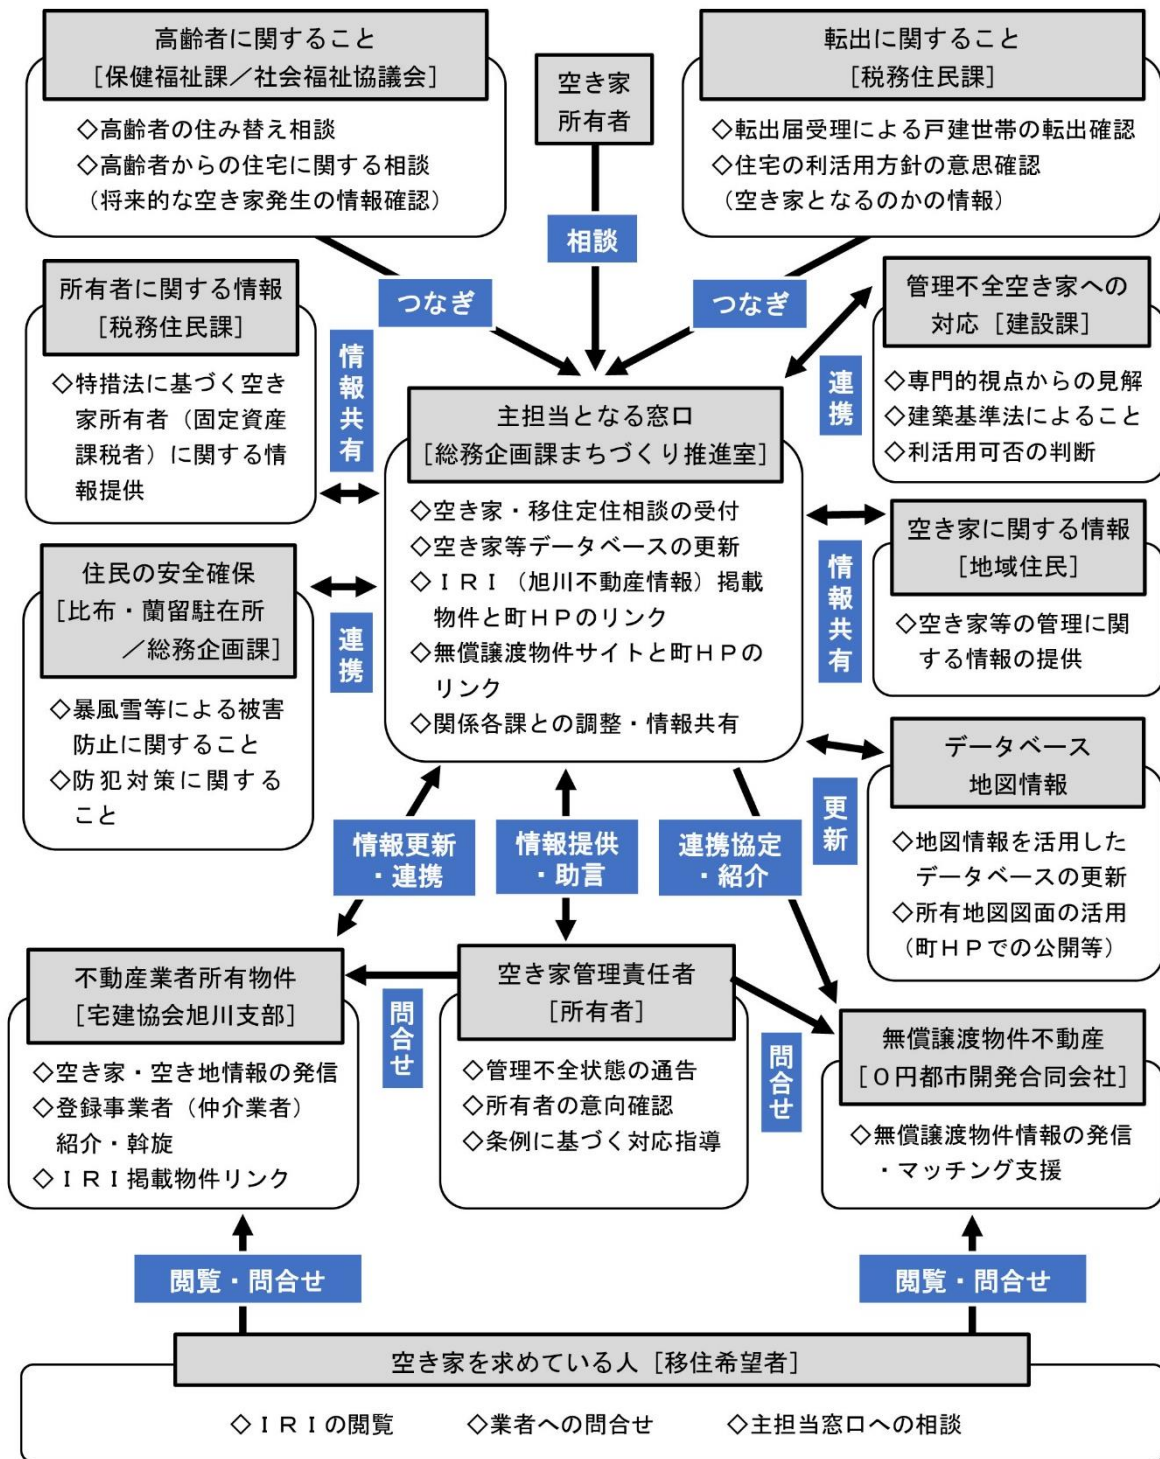 高齢者に関すること
［保健福祉課／社会福祉協議会］
◇高齢者の住み替え相談
◇高齢者からの住宅に関する相談
（将来的な空き家発生の情報確認）
空き家
所有者
転出に関すること
［税務住民課］
◇転出届受理による戸建世帯の転出確認
◇住宅の利活用方針の意思確認
（空き家となるのかの情報）
相談
つなぎ
つなぎ
所有者に関する情報
［税務住民課］
◇特措法に基づく空き
家所有者（固定資産
課税者）に関する情
報提供
情報共有
管理不全空き家への
対応［建設課］
◇専門的視点からの見解
◇建築基準法によること
◇利活用可否の判断
連携
主担当となる窓口
［総務企画課まちづくり推進室］
◇空き家・移住定住相談の受付
◇空き家等データベースの更新
◇ＩＲＩ（旭川不動産情報）掲載
物件と町ＨＰのリンク
◇無償譲渡物件サイトと町ＨＰの
リンク
◇関係各課との調整・情報共有
住民の安全確保
［比布・蘭留駐在所
／総務企画課］
◇暴風雪等による被害
防止に関すること
◇防犯対策に関する
こと
連携
空き家に関する情報
［地域住民］
◇空き家等の管理に関
する情報の提供
情報共有
データベース
地図情報
◇地図情報を活用した
データベースの更新
◇所有地図図面の活用
（町ＨＰでの公開等）
更新
情報更新
・連携
情報提供
・助言
連携協定
・紹介
不動産業者所有物件
［宅建協会旭川支部］
◇空き家・空き地情報の発信
◇登録事業者（仲介業者）
紹介・斡旋
◇ＩＲＩ掲載物件リンク
問合せ
空き家管理責任者
［所有者］
◇管理不全状態の通告
◇所有者の意向確認
◇条例に基づく対応指導
問合せ
無償譲渡物件不動産
［０円都市開発合同会社］
◇無償譲渡物件情報の発信
・マッチング支援
閲覧・問合せ
閲覧・問合せ
空き家を求めている人［移住希望者］
◇ＩＲＩの閲覧　◇業者への問合せ　◇主担当窓口への相談